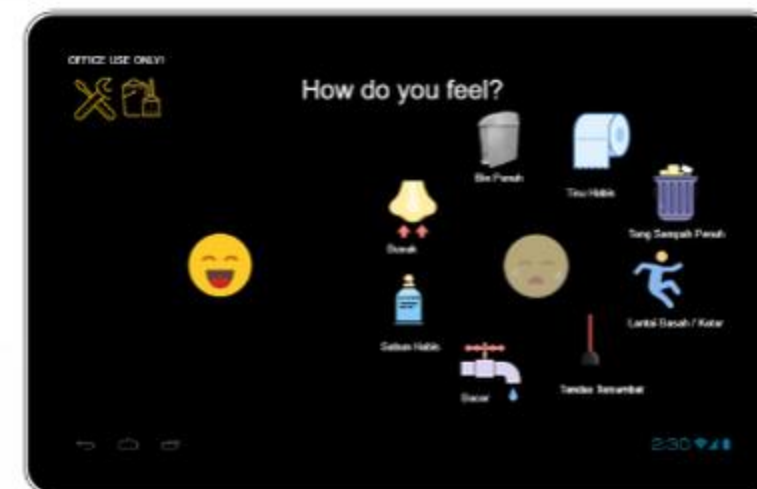 OFFICE USE ONLY!
How do you feel?
Bin Penuh
Tisu Habis
Tong Sampah Penuh
Busuk
Lantai Basah / Kotor
Sabun Habis
Tandas Tersumbat
Bocor
2:30